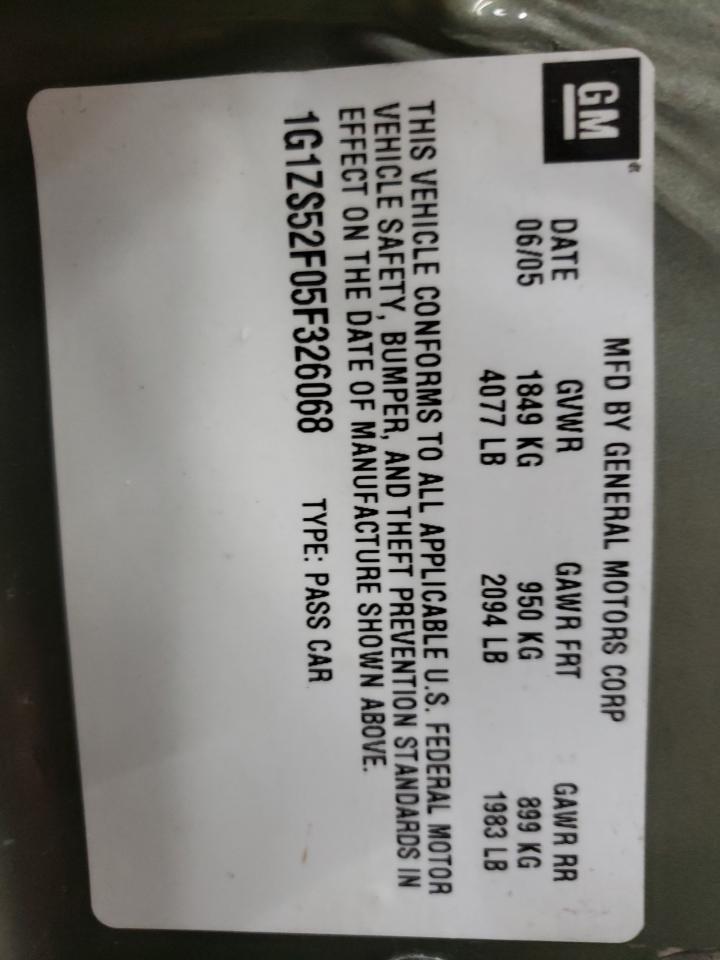 GM
MFD BY GENERAL MOTORS CORP
DATE GVWR GAWR FRT GAWR RR
06/05 1849 KG 950 KG 899 KG
4077 LB 2094 LB 1983 LB
THIS VEHICLE CONFORMS TO ALL APPLICABLE U.S. FEDERAL MOTOR
VEHICLE SAFETY, BUMPER, AND THEFT PREVENTION STANDARDS IN
EFFECT ON THE DATE OF MANUFACTURE SHOWN ABOVE.
1G1ZS52F05F326068 TYPE: PASS CAR